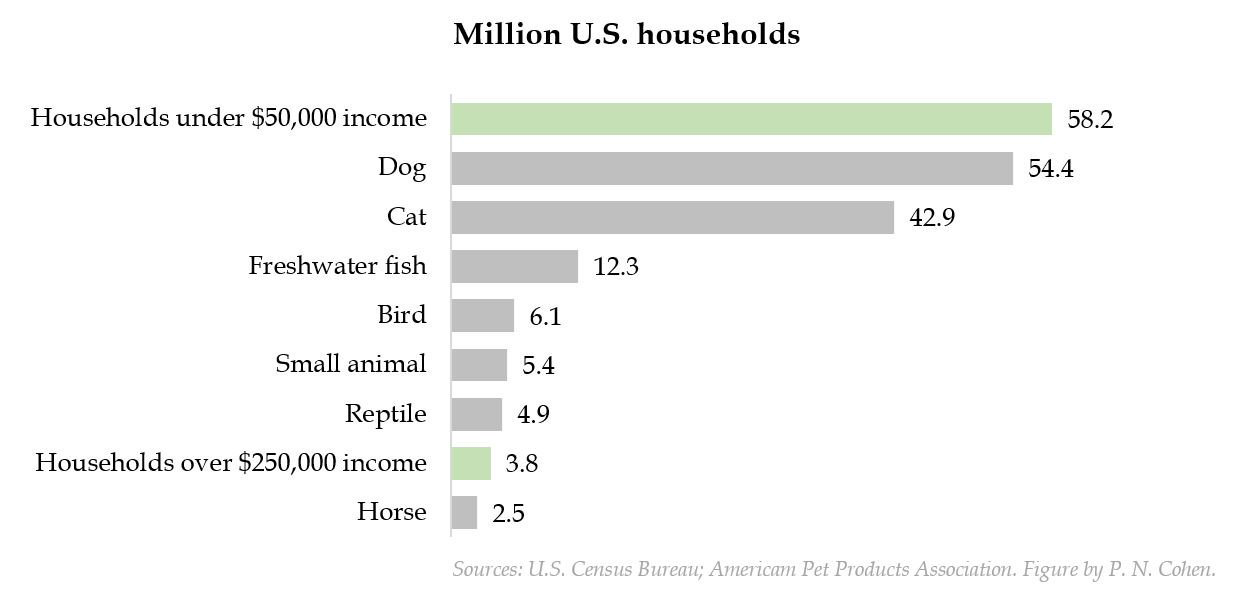 Million U.S. households
Households under $50,000 income 58.2
Dog 54.4
Cat 42.9
Freshwater fish 12.3
Bird 6.1
Small animal 5.4
Reptile 4.9
Households over $250,000 income 3.8
Horse 2.5
Sources: U.S. Census Bureau; Americam Pet Products Association. Figure by P. N. Cohen.